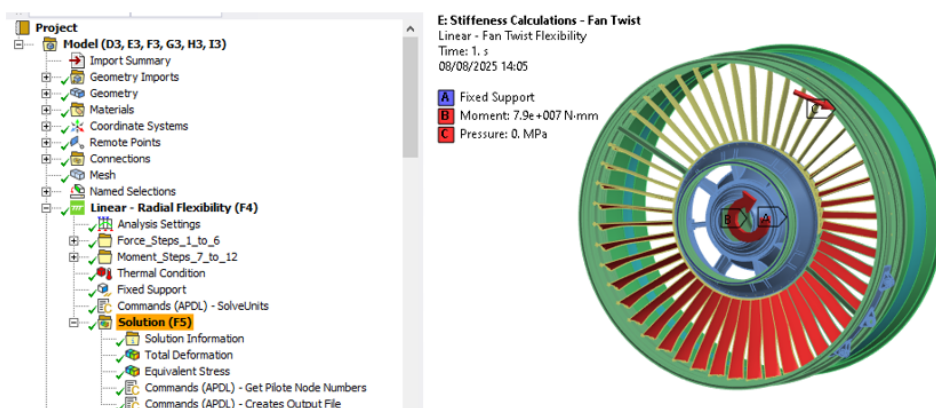 Project
Model (D3, E3, F3, G3, H3, I3)
Import Summary
Geometry Imports
Geometry
Materials
Coordinate Systems
Remote Points
Connections
Mesh
Named Selections
Linear - Radial Flexibility (F4)
Analysis Settings
Force_Steps_1_to_6
Moment_Steps_7_to_12
Thermal Condition
Fixed Support
Commands (APDL) - SolveUnits
Solution (F5)
Solution Information
Total Deformation
Equivalent Stress
Commands (APDL) - Get Pilote Node Numbers
Commands (APDL) - Creates Output File
E: Stiffeness Calculations - Fan Twist
Linear - Fan Twist Flexibility
Time: 1. s
08/08/2025 14:05
A Fixed Support
B Moment: 7.9e+007 N·mm
C Pressure: 0. MPa
C
B
A